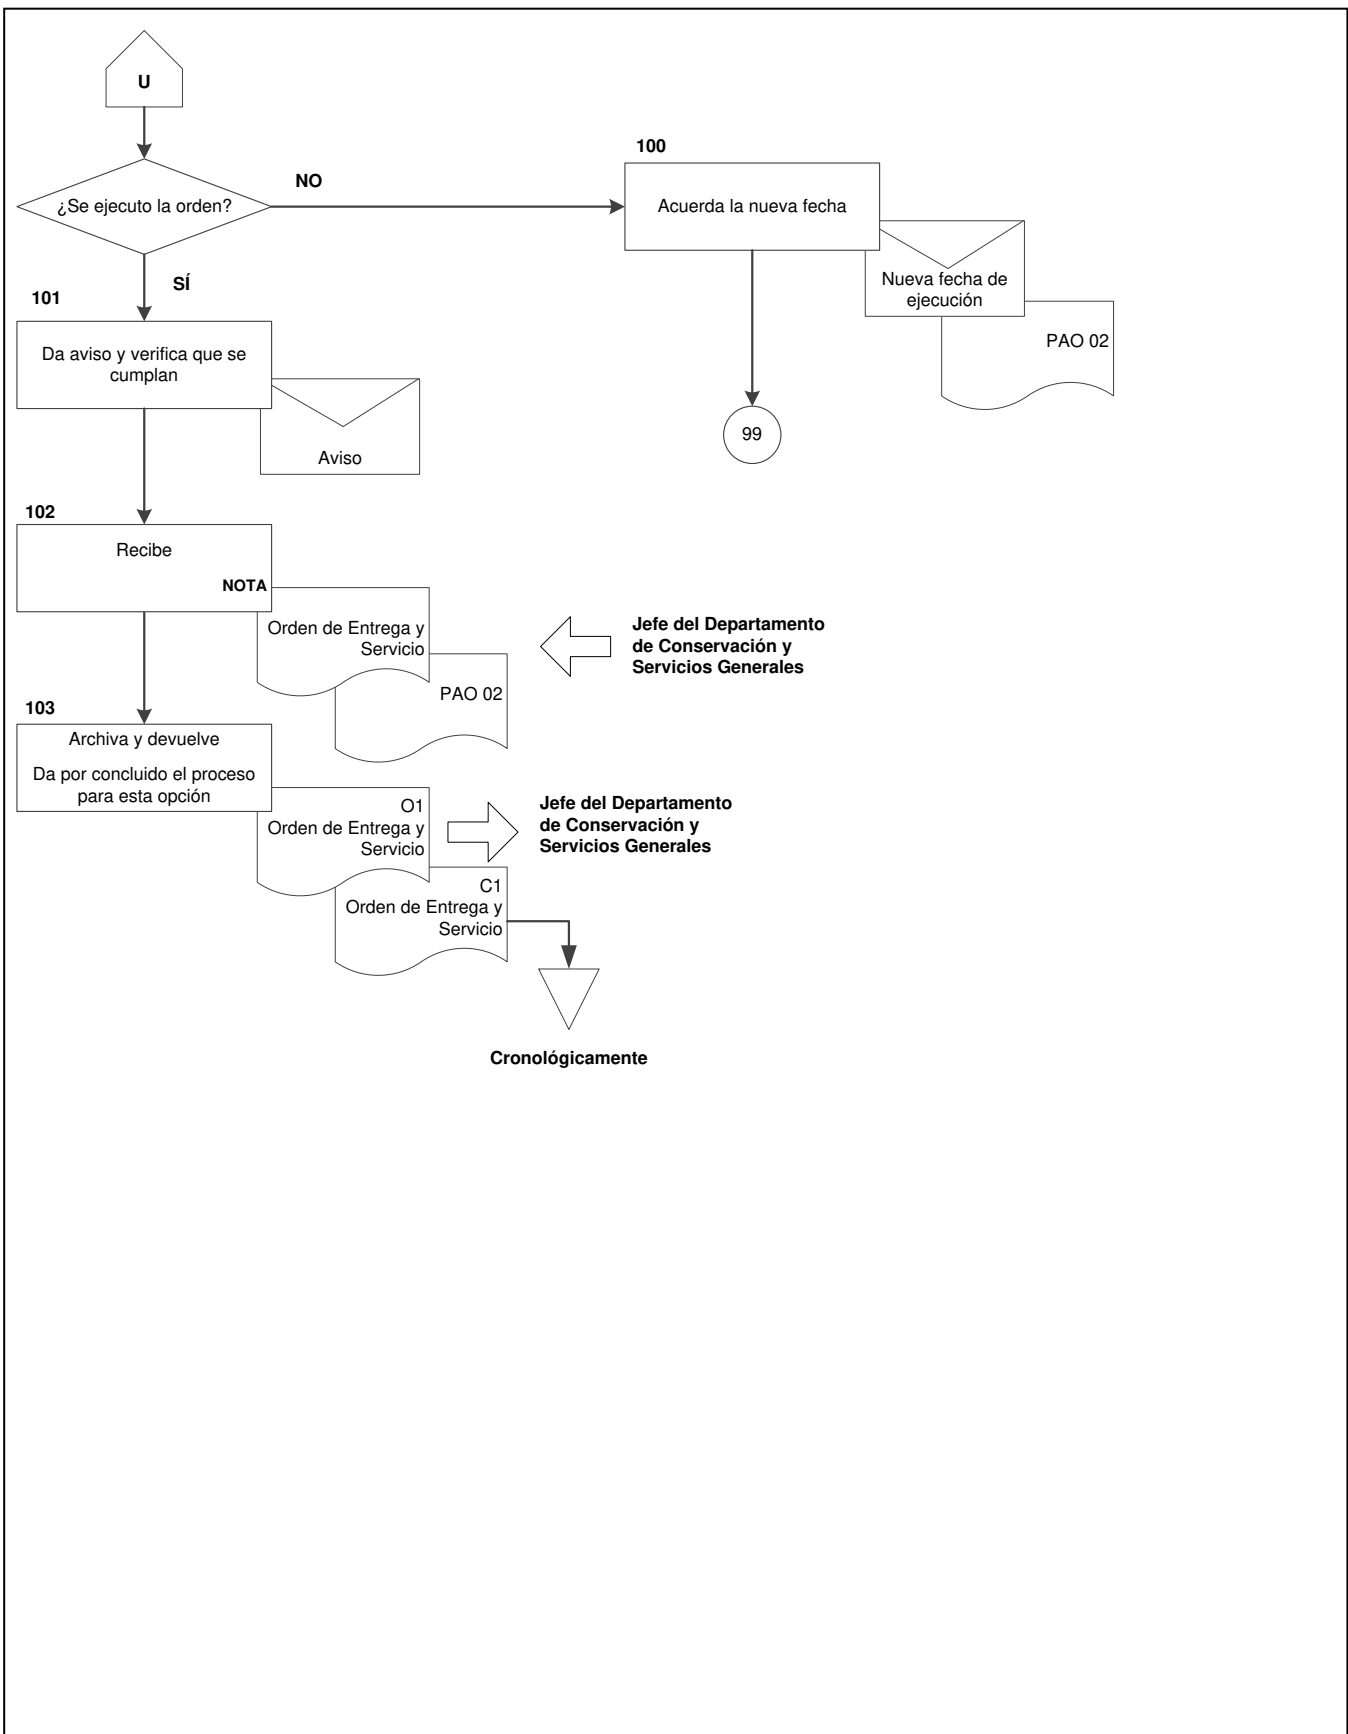 U
¿Se ejecuto la orden?
NO
100
Acuerda la nueva fecha
Nueva fecha de
ejecución
PAO 02
99
SÍ
101
Da aviso y verifica que se
cumplan
Aviso
102
Recibe
NOTA
Orden de Entrega y
Servicio
PAO 02
Jefe del Departamento
de Conservación y
Servicios Generales
103
Archiva y devuelve
Da por concluido el proceso
para esta opción
O1
Orden de Entrega y
Servicio
Jefe del Departamento
de Conservación y
Servicios Generales
C1
Orden de Entrega y
Servicio
Cronológicamente